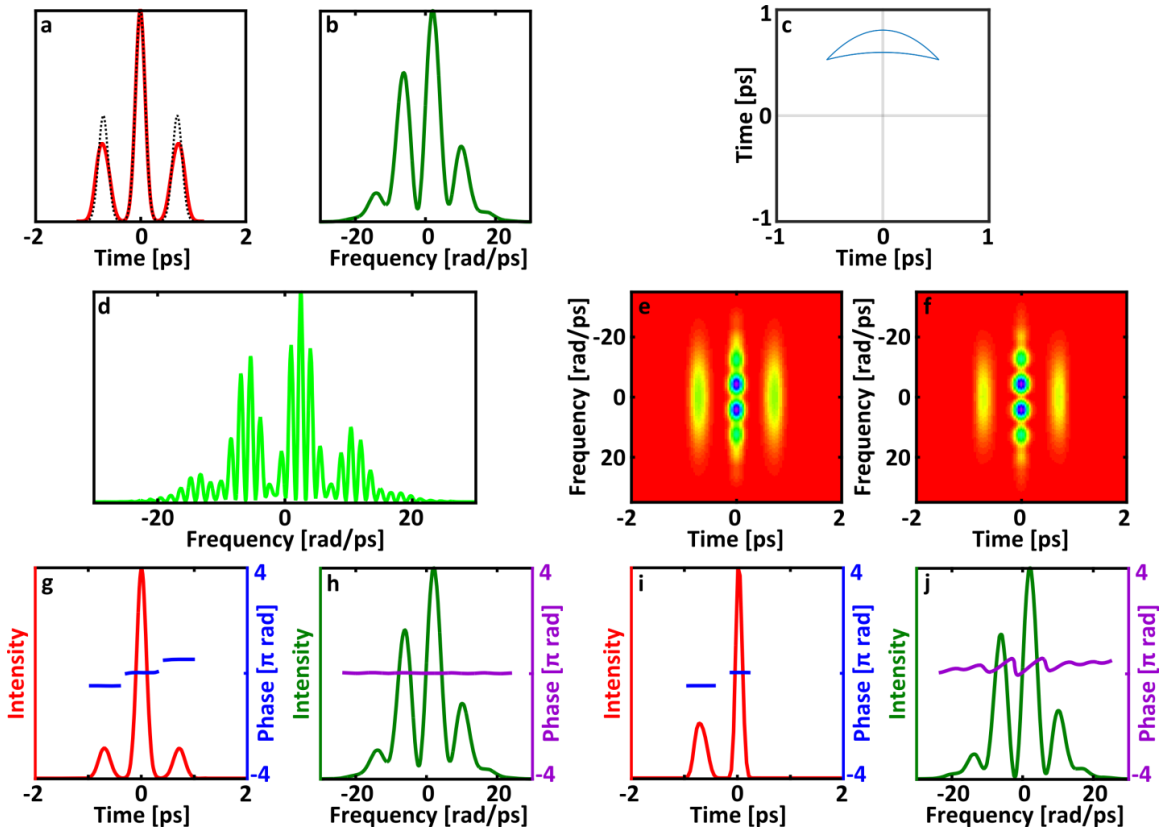 a
-2 0 2
Time [ps]
b
-20 0 20
Frequency [rad/ps]
c
1
0
-1
Time [ps]
-1 0 1
Time [ps]
d
-20 0 20
Frequency [rad/ps]
e
-20
0
20
Frequency [rad/ps]
-2 0 2
Time [ps]
f
-20
0
20
Frequency [rad/ps]
-2 0 2
Time [ps]
g
Intensity
4
-4
Phase [π rad]
-2 0 2
Time [ps]
h
Intensity
4
-4
Phase [π rad]
-20 0 20
Frequency [rad/ps]
i
Intensity
4
-4
Phase [π rad]
-2 0 2
Time [ps]
j
Intensity
4
-4
Phase [π rad]
-20 0 20
Frequency [rad/ps]